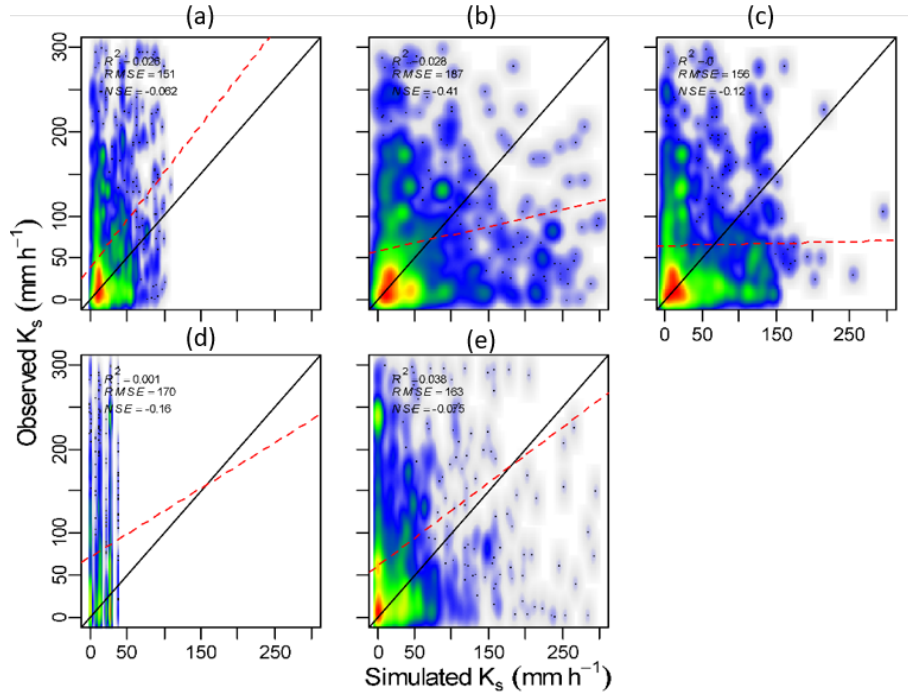 (a) (b) (c)
R² = 0.026
RMSE = 151
NSE = -0.062
R² = 0.028
RMSE = 187
NSE = -0.41
R² = 0
RMSE = 156
NSE = -0.12
300
200
100
50
0
0 50 150 250
(d) (e)
R² = 0.001
RMSE = 170
NSE = -0.16
R² = 0.038
RMSE = 163
NSE = -0.075
300
200
100
50
0
0 50 150 250
0 50 150 250
Observed Kₛ (mm h⁻¹)
Simulated Kₛ (mm h⁻¹)